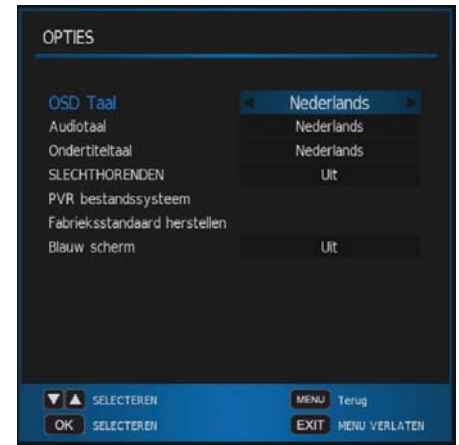 OPTIES
OSD Taal Nederlands
Audiotaal Nederlands
Ondertiteltaal Nederlands
SLECHTHORENDEN Uit
PVR bestandssysteem
Fabrieksstandaard herstellen
Blauw scherm Uit
SELECTEREN MENU Terug
OK SELECTEREN EXIT MENU VERLATEN